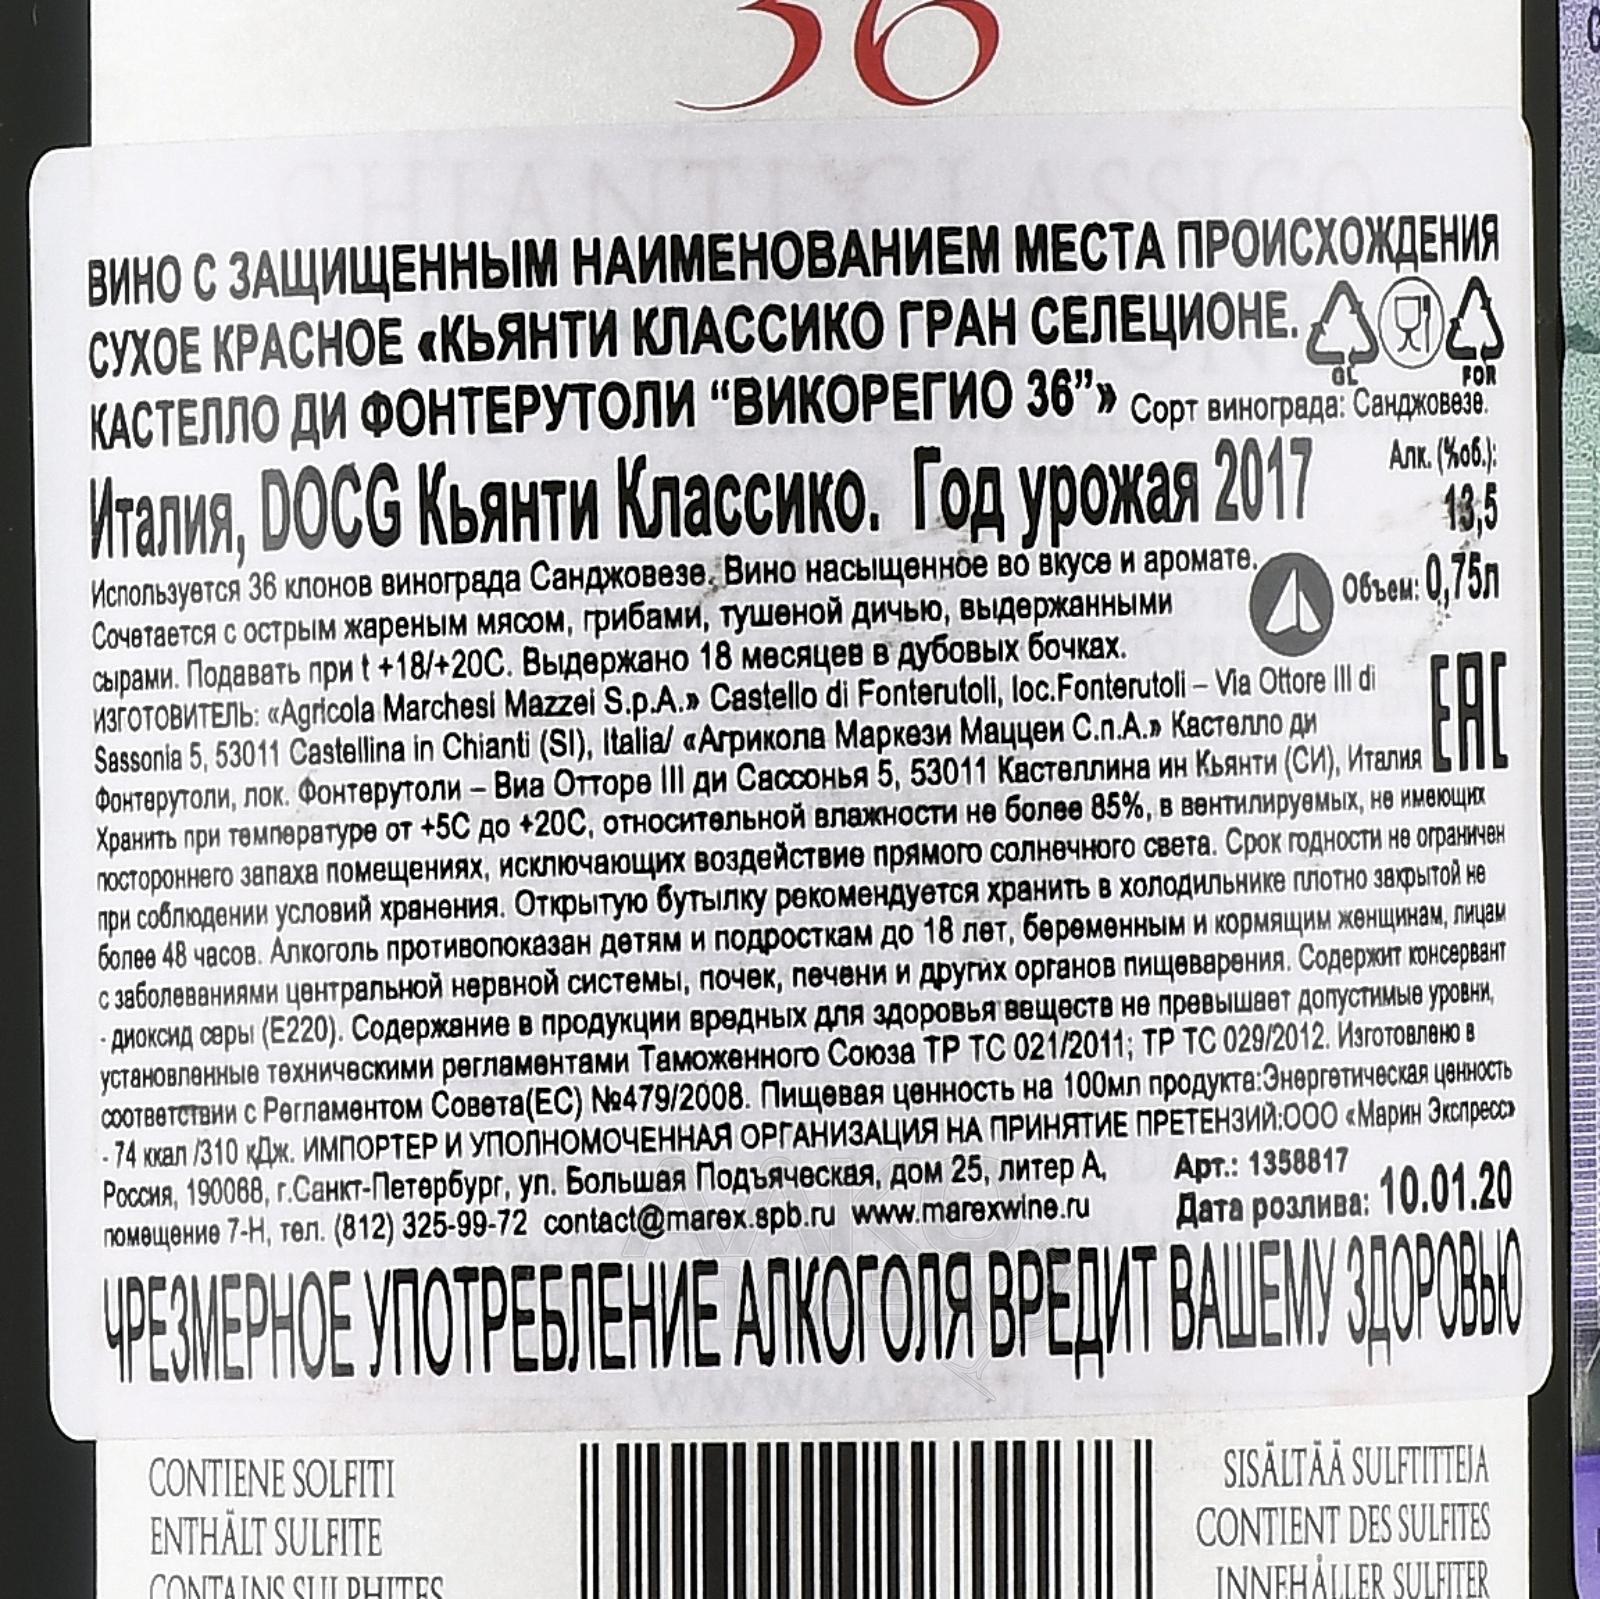 36
CHIANTI CLASSICO
ВИНО С ЗАЩИЩЕННЫМ НАИМЕНОВАНИЕМ МЕСТА ПРОИСХОЖДЕНИЯ
СУХОЕ КРАСНОЕ «КЬЯНТИ КЛАССИКО ГРАН СЕЛЕЦИОНЕ.
GL FOR
КАСТЕЛЛО ДИ ФОНТЕРУТОЛИ “ВИКОРЕГИО 36”» Сорт винограда: Санджовезе.
Италия, DOCG Кьянти Классико. Год урожая 2017
Алк. (%об.):
13,5
Используется 36 клонов винограда Санджовезе. Вино насыщенное во вкусе и аромате.
Объем: 0,75л
Сочетается с острым жареным мясом, грибами, тушеной дичью, выдержанными
сырами. Подавать при t +18/+20С. Выдержано 18 месяцев в дубовых бочках.
ИЗГОТОВИТЕЛЬ: «Agricola Marchesi Mazzei S.p.A.» Castello di Fonterutoli, loc.Fonterutoli – Via Ottore III di
Sassonia 5, 53011 Castellina in Chianti (SI), Italia/ «Агрикола Маркези Маццеи С.п.А.» Кастелло ди
Фонтерутоли, лок. Фонтерутоли – Виа Отторе III ди Сассонья 5, 53011 Кастеллина ин Кьянти (СИ), Италия
EAC
Хранить при температуре от +5С до +20С, относительной влажности не более 85%, в вентилируемых, не имеющих
постороннего запаха помещениях, исключающих воздействие прямого солнечного света. Срок годности не ограничен
при соблюдении условий хранения. Открытую бутылку рекомендуется хранить в холодильнике плотно закрытой не
более 48 часов. Алкоголь противопоказан детям и подросткам до 18 лет, беременным и кормящим женщинам, лицам
с заболеваниями центральной нервной системы, почек, печени и других органов пищеварения. Содержит консервант
- диоксид серы (Е220). Содержание в продукции вредных для здоровья веществ не превышает допустимые уровни,
установленные техническими регламентами Таможенного Союза ТР ТС 021/2011; ТР ТС 029/2012. Изготовлено в
соответствии с Регламентом Совета(ЕС) №479/2008. Пищевая ценность на 100мл продукта:Энергетическая ценность
- 74 ккал /310 кДж. ИМПОРТЕР И УПОЛНОМОЧЕННАЯ ОРГАНИЗАЦИЯ НА ПРИНЯТИЕ ПРЕТЕНЗИЙ:ООО «Марин Экспресс»
Россия, 190068, г.Санкт-Петербург, ул. Большая Подъяческая, дом 25, литер А,
Арт.: 1358817
помещение 7-Н, тел. (812) 325-99-72 contact@marex.spb.ru www.marexwine.ru
Дата розлива: 10.01.20
ЧРЕЗМЕРНОЕ УПОТРЕБЛЕНИЕ АЛКОГОЛЯ ВРЕДИТ ВАШЕМУ ЗДОРОВЬЮ
CONTIENE SOLFITI
ENTHÄLT SULFITE
CONTAINS SULPHITES
SISÄLTÄÄ SULFTITTEJA
CONTIENT DES SULFITES
INNEHÅLLER SULFITER